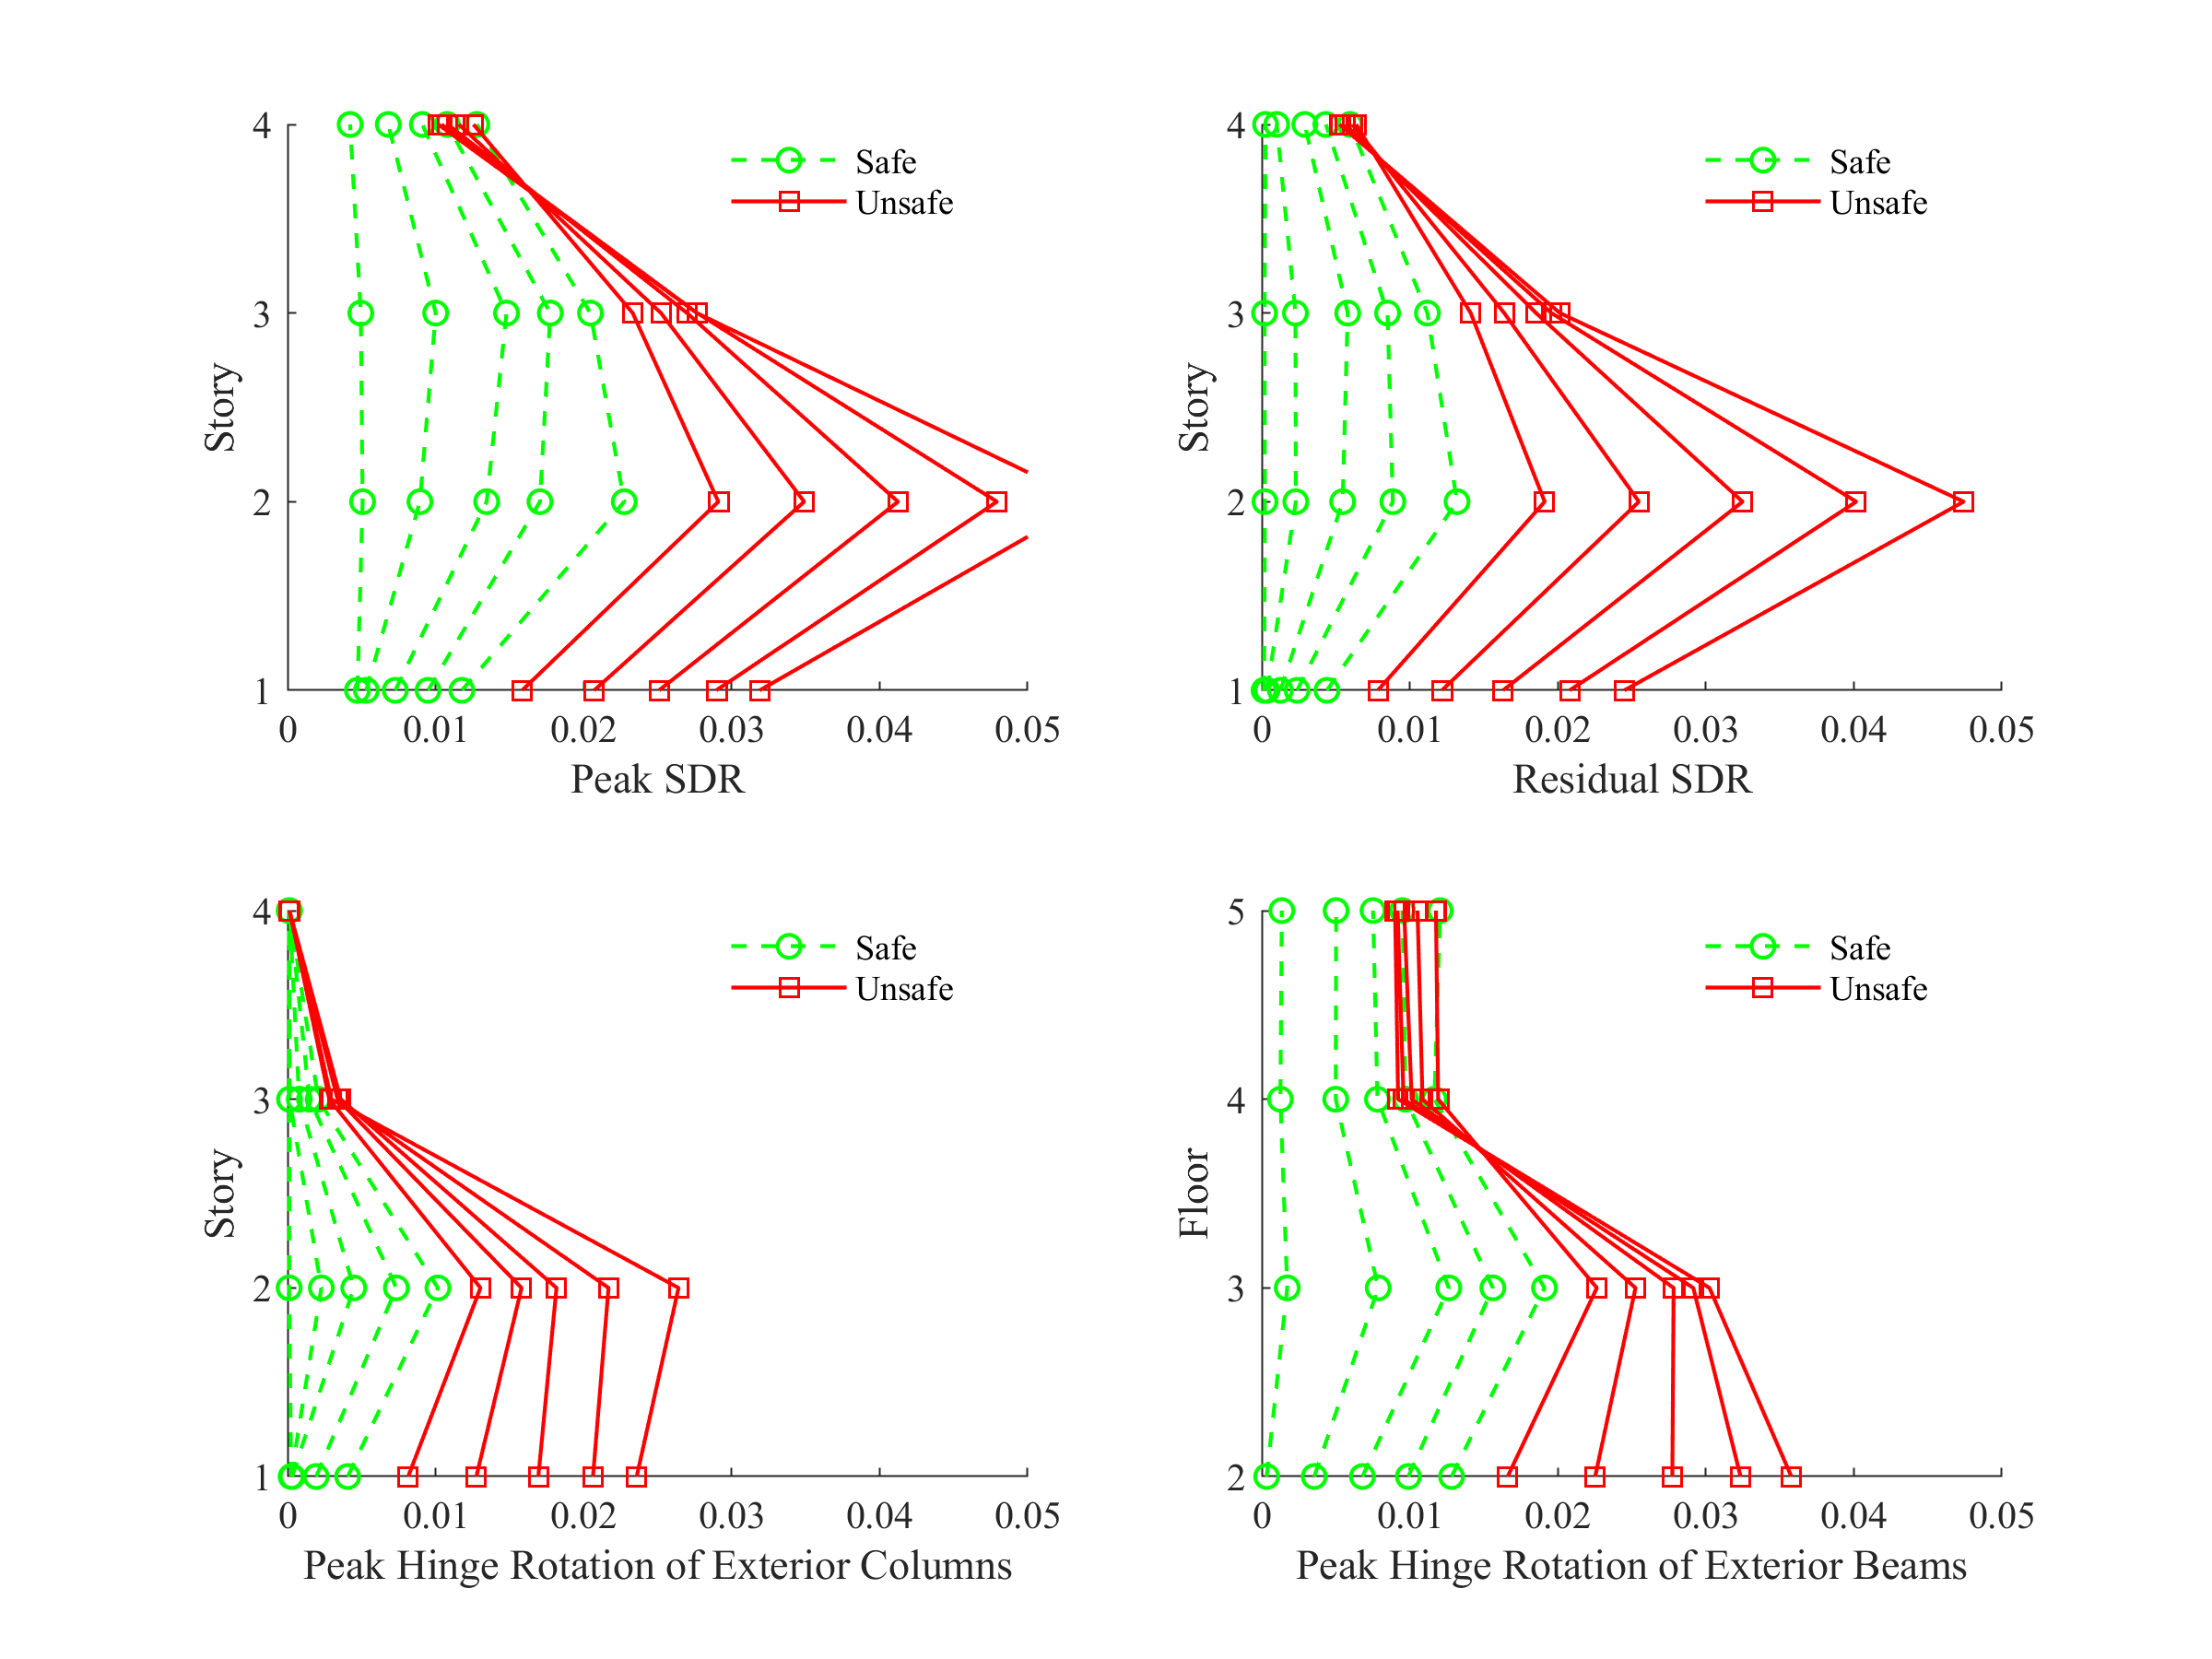 4
3
2
1
Story
Safe
Unsafe
0 0.01 0.02 0.03 0.04 0.05
Peak SDR
4
3
2
1
Story
Safe
Unsafe
0 0.01 0.02 0.03 0.04 0.05
Residual SDR
4
3
2
1
Story
Safe
Unsafe
0 0.01 0.02 0.03 0.04 0.05
Peak Hinge Rotation of Exterior Columns
5
4
3
2
Floor
Safe
Unsafe
0 0.01 0.02 0.03 0.04 0.05
Peak Hinge Rotation of Exterior Beams